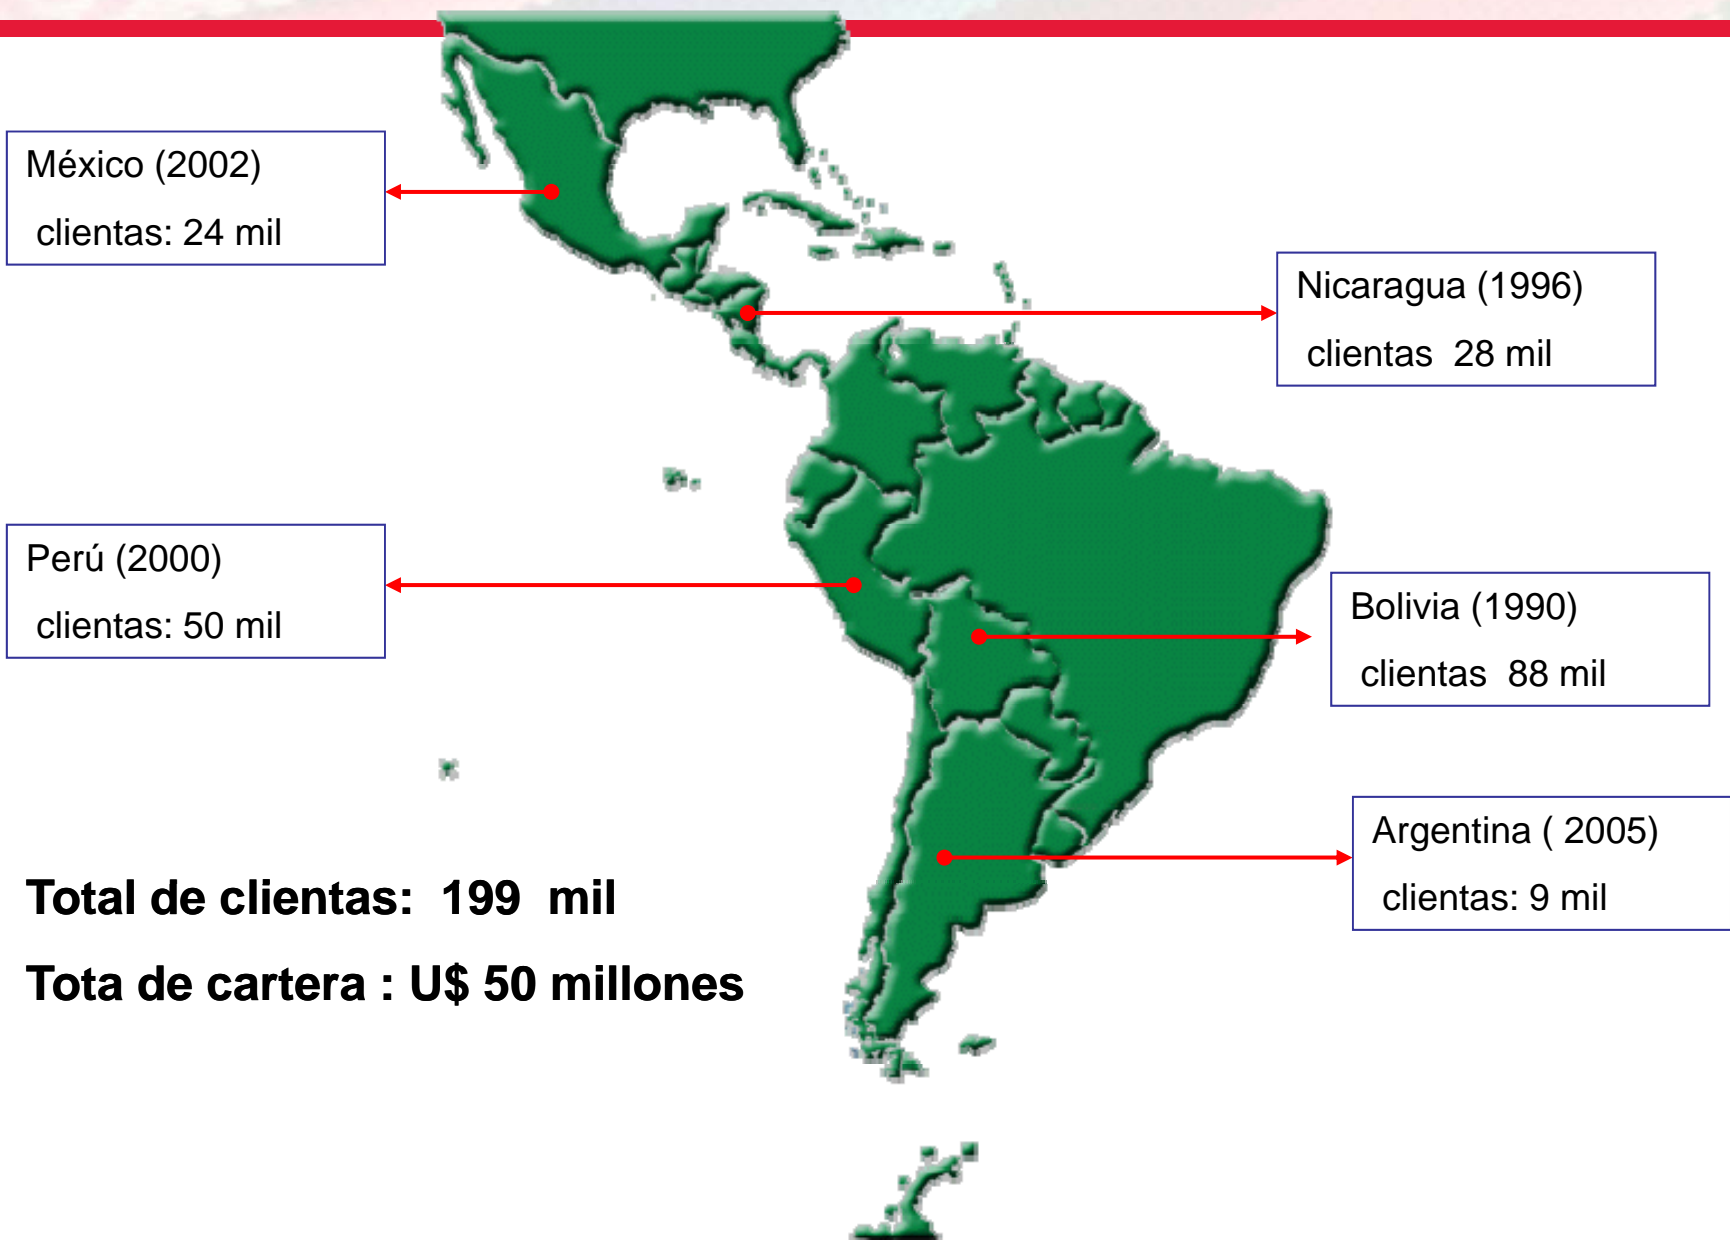 México (2002)
clientas: 24 mil
Nicaragua (1996)
clientas 28 mil
Perú (2000)
clientas: 50 mil
Bolivia (1990)
clientas 88 mil
Argentina ( 2005)
clientas: 9 mil
Total de clientas: 199 mil
Tota de cartera : U$ 50 millones